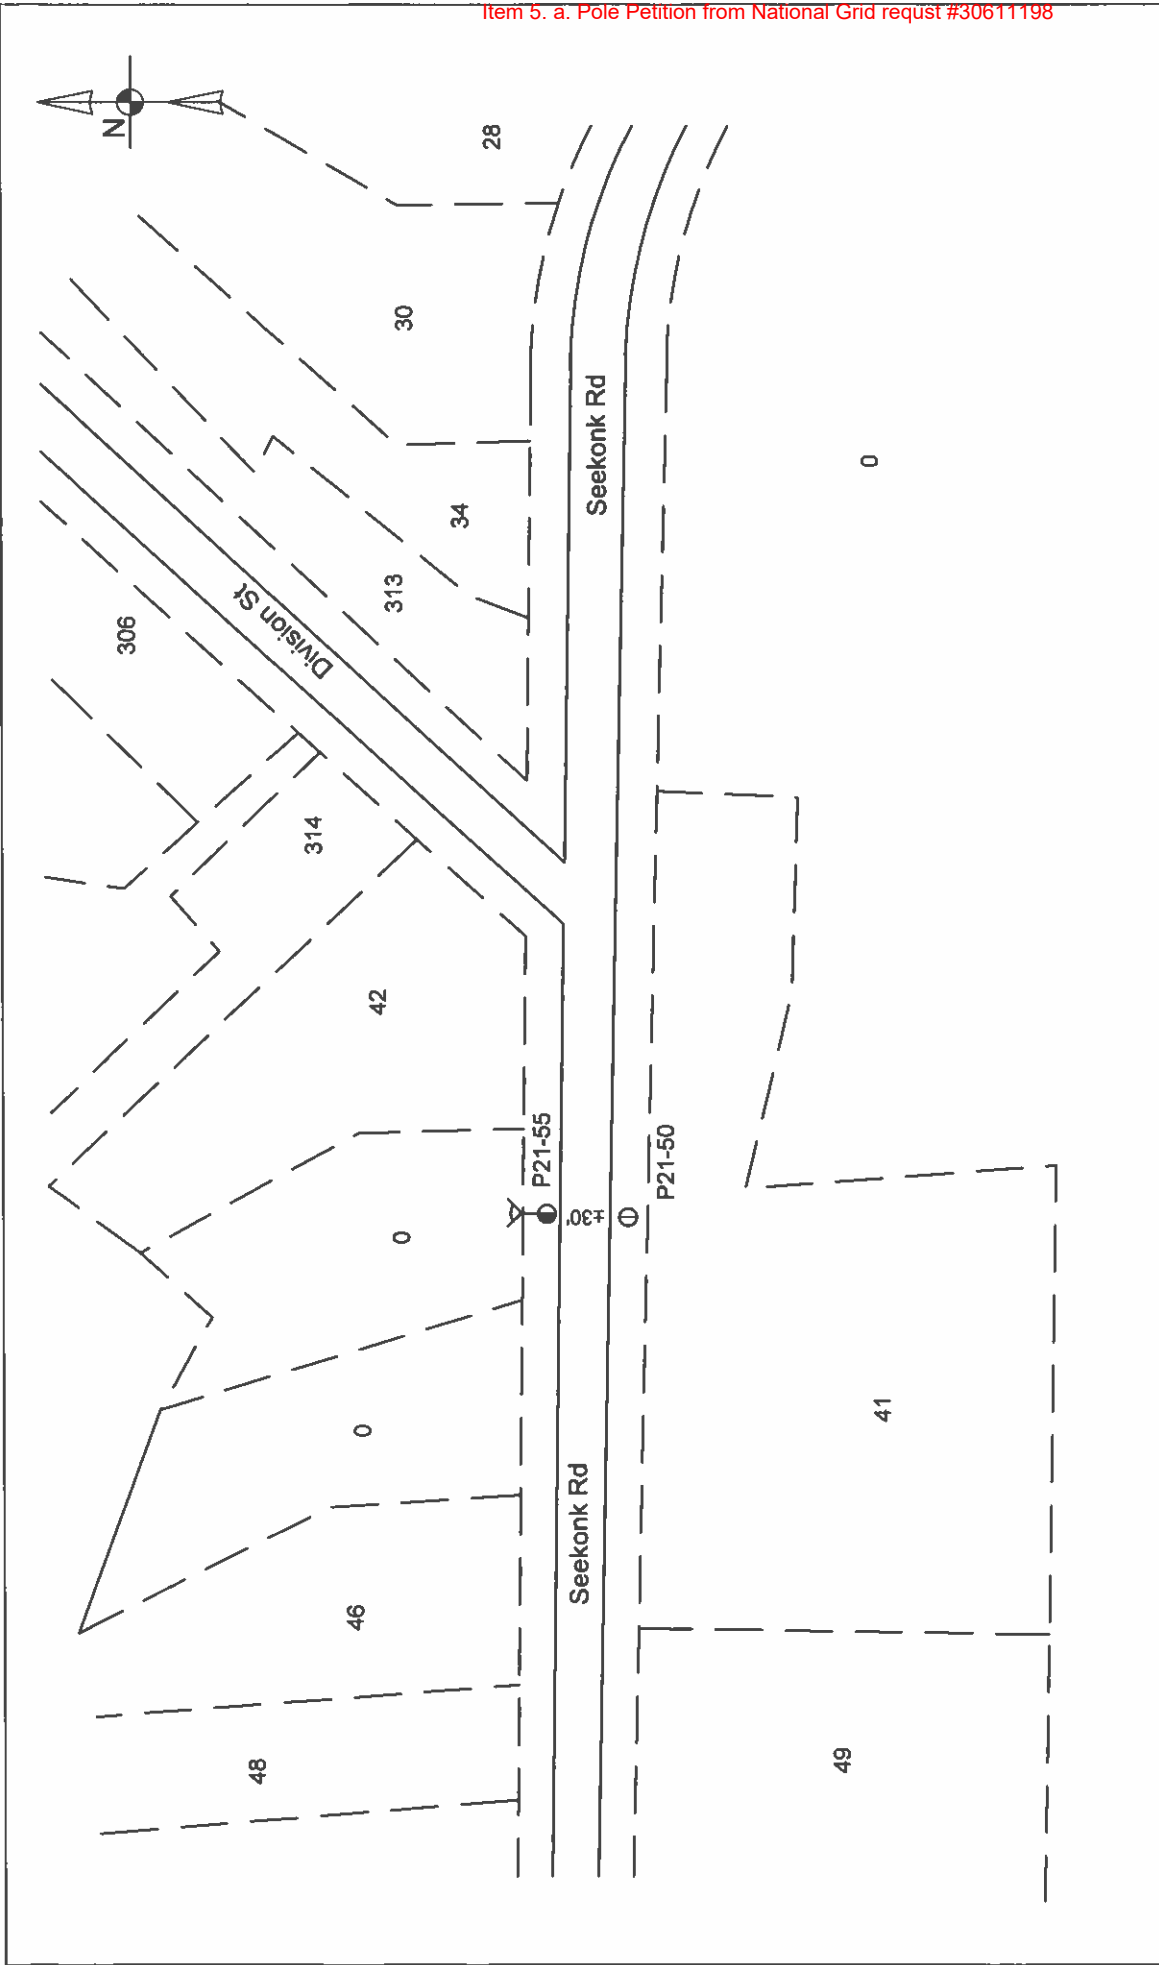 Item 5. a. Pole Petition from National Grid requst #30611198
N
28
30
34
313
Division St
306
314
42
0
0
46
48
Seekonk Rd
P21-55
±30'
P21-50
Seekonk Rd
0
41
49